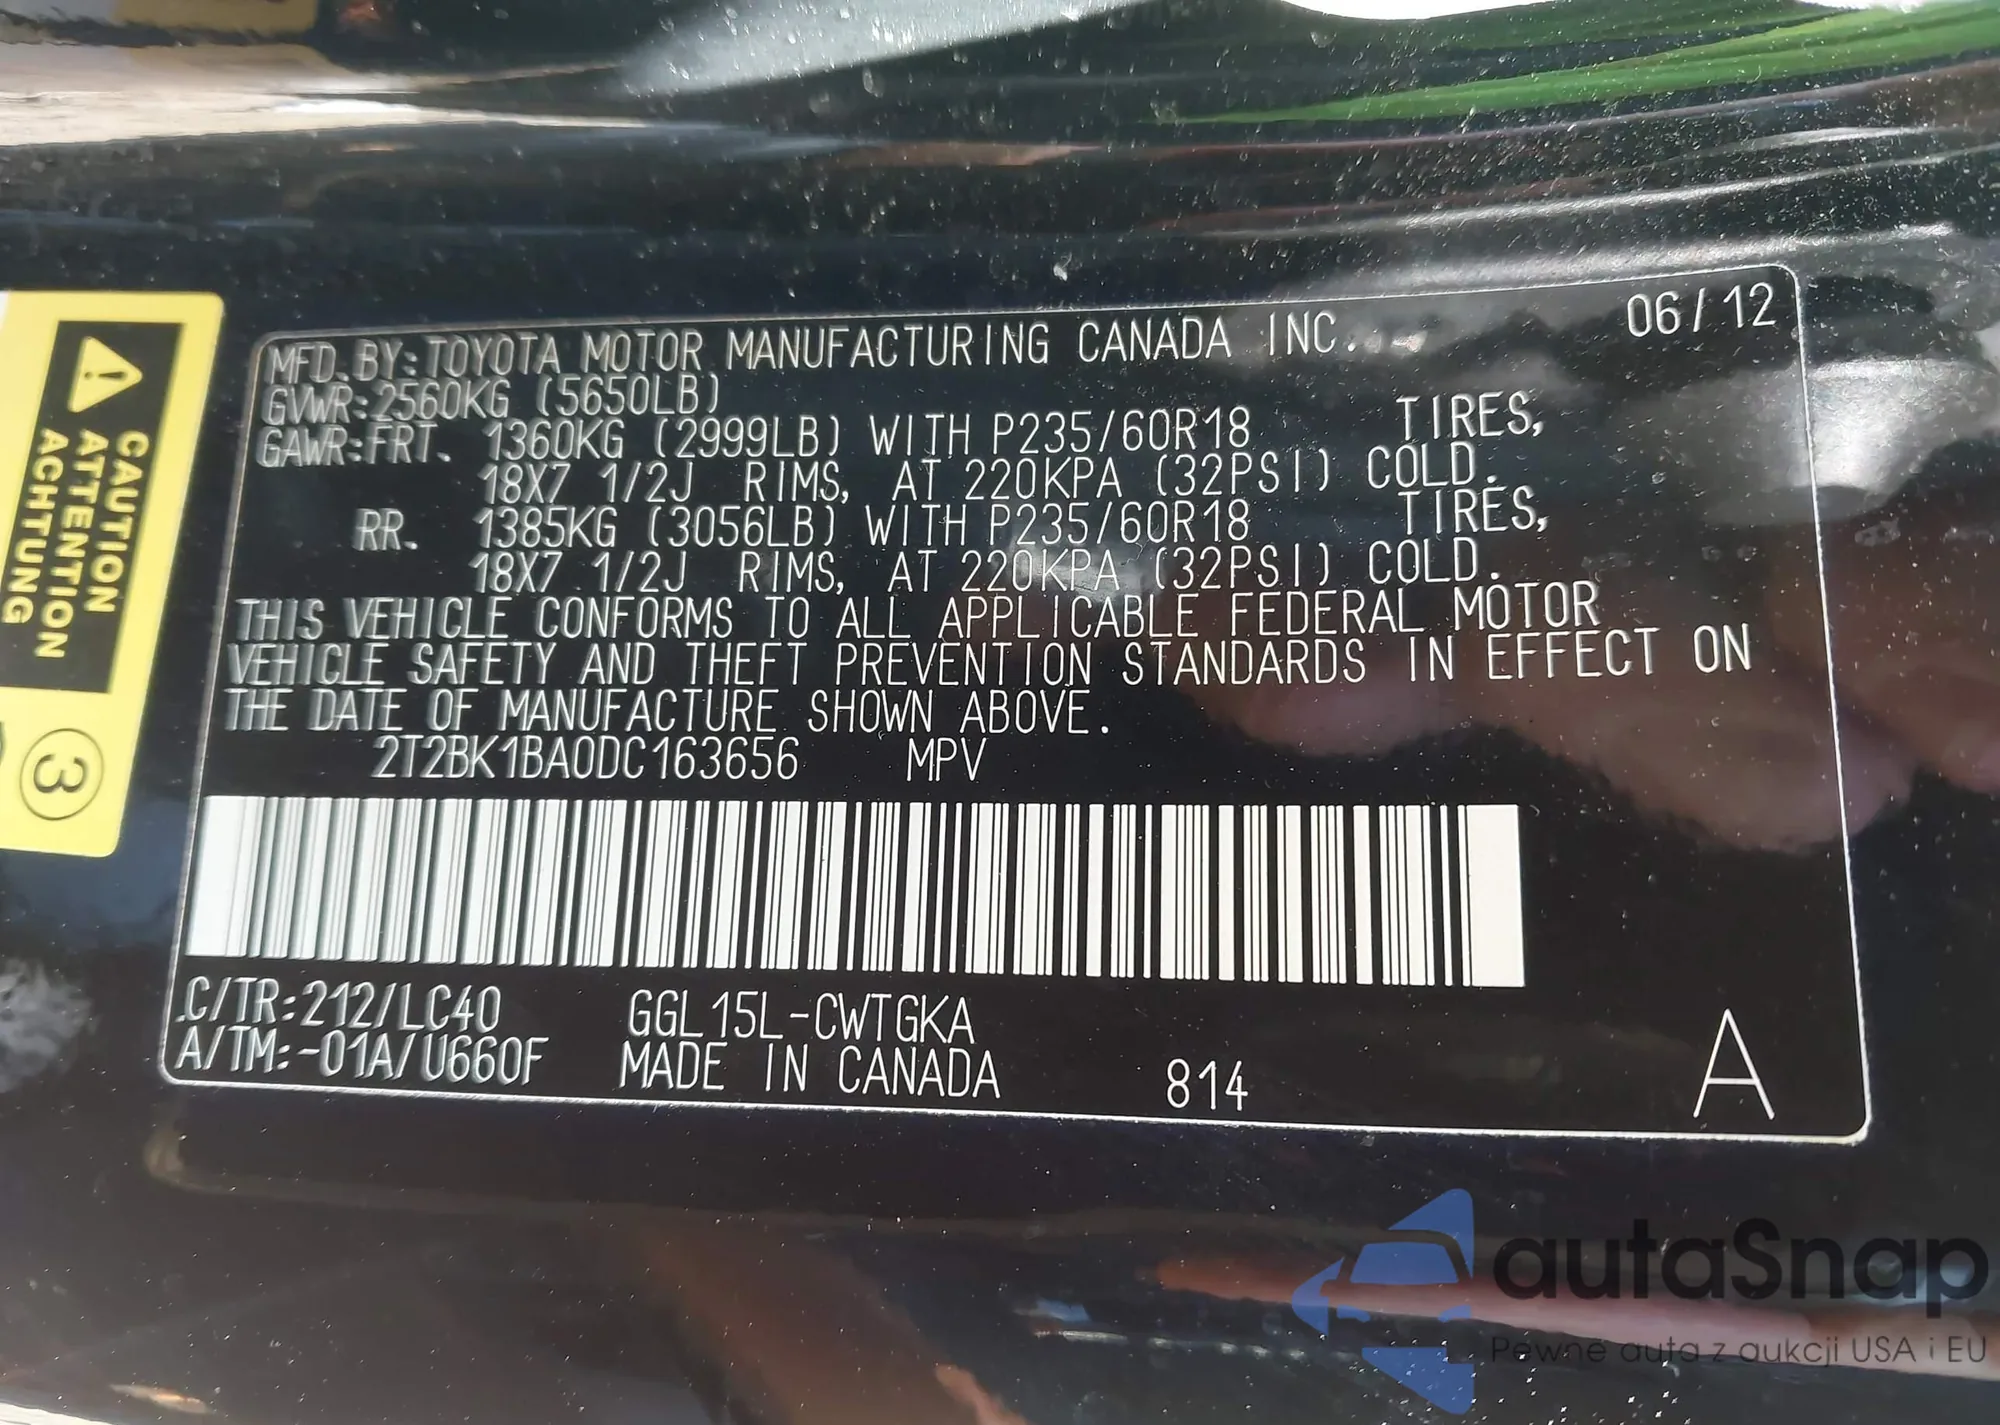 06/12
MFD.BY:TOYOTA MOTOR MANUFACTURING CANADA INC.
GVWR:2560KG (5650LB)
GAWR:FRT. 1360KG (2999LB) WITH P235/60R18 TIRES,
18X7 1/2J RIMS, AT 220KPA (32PSI) COLD.
RR. 1385KG (3056LB) WITH P235/60R18 TIRES,
18X7 1/2J RIMS, AT 220KPA (32PSI) COLD.
THIS VEHICLE CONFORMS TO ALL APPLICABLE FEDERAL MOTOR
VEHICLE SAFETY AND THEFT PREVENTION STANDARDS IN EFFECT ON
THE DATE OF MANUFACTURE SHOWN ABOVE.
2T2BK1BA0DC163656 MPV
C/TR:212/LC40 GGL15L-CWTGKA
A/TM:-01A/U660F MADE IN CANADA 814 A
CAUTION
ATTENTION
ACHTUNG
3
autaSnap
Pewne auta z aukcji USA i EU